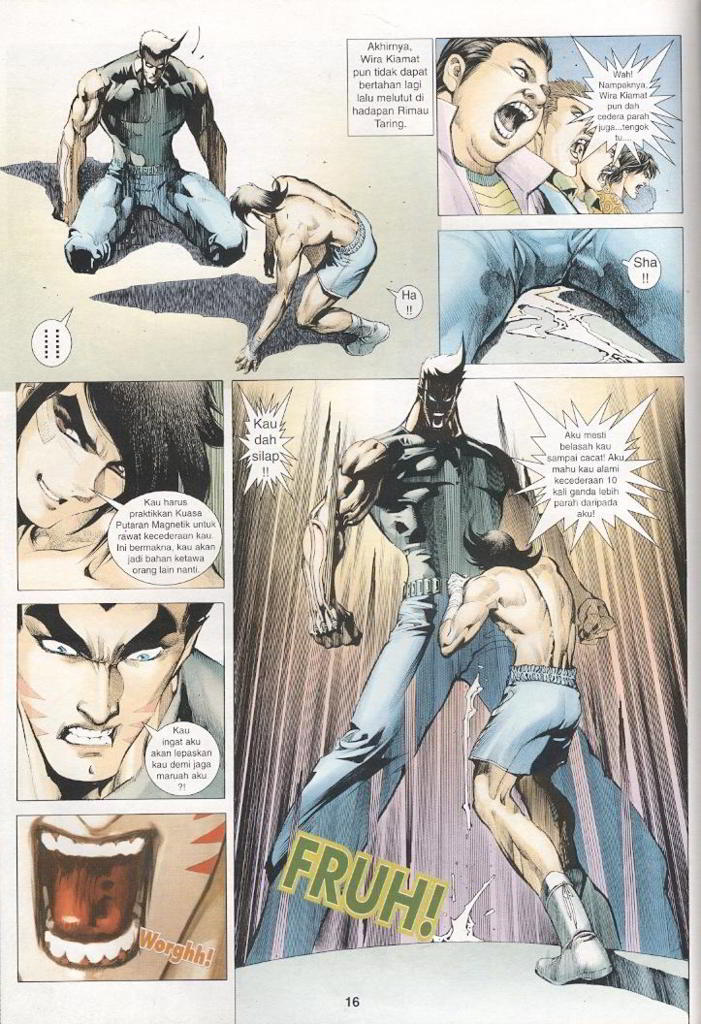 Akhirnya,
Wira Kiamat
pun tidak dapat
bertahan lagi
lalu melutut di
hadapan Rimau
Taring.
Wah!
Nampaknya,
Wira Kiamat
pun dah
cedera parah
juga...tengok
tu....
Sha
!!
Ha
!!
Kau harus
praktikkan Kuasa
Putaran Magnetik untuk
rawat kecederaan kau.
Ini bermakna, kau akan
jadi bahan ketawa
orang lain nanti.
Kau
ingat aku
akan lepaskan
kau demi jaga
maruah aku
?!
Worghh!
Kau
dah
silap
!!
Aku mesti
belasah kau
sampai cacat! Aku
mahu kau alami
kecederaan 10
kali ganda lebih
parah daripada
aku!
FRUH!
16